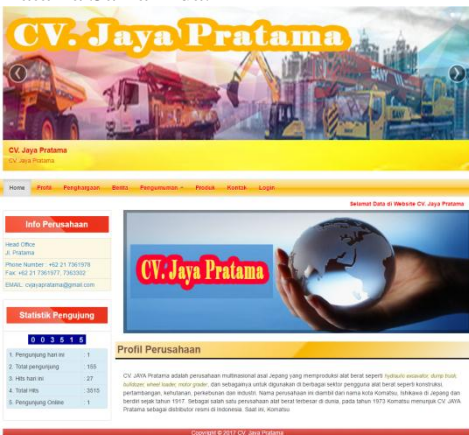 CV. Jaya Pratama
SANY
CV. Jaya Pratama
CV. Jaya Pratama
Home Profil Penghargaan Berita Pengumuman Produk Kontak Login
Selamat Data di Website CV. Jaya Pratama
Info Perusahaan
Head Office
Jl. Pratama
Phone Number : +62 21 7361978
Fax: +62 21 7361977, 7363302
EMAIL: cvjayapratama@gmail.com
CV. Jaya Pratama
Statistik Pengujung
0 0 3 5 1 5
1. Pengunjung hari ini : 1
2. Total pengunjung : 155
3. Hits hari ini : 27
4. Total Hits : 3515
5. Pengunjung Online : 1
Profil Perusahaan
CV. JAYA Pratama adalah perusahaan multinasional asal Jepang yang memproduksi alat berat seperti hydraulic excavator, dump truk,
buldozer, wheel loader, motor grader, dan sebagainya untuk digunakan di berbagai sektor pengguna alat berat seperti konstruksi,
pertambangan, kehutanan, perkebunan dan industri. Nama perusahaan ini diambil dari nama kota Komatsu, Ishikawa di Jepang dan
berdiri sejak tahun 1917. Sebagai salah satu perusahaan alat berat terbesar di dunia, pada tahun 1973 Komatsu menunjuk CV. JAYA
Pratama sebagai distributor resmi di Indonesia. Saat ini, Komatsu
Copyright © 2017 CV. Jaya Pratama